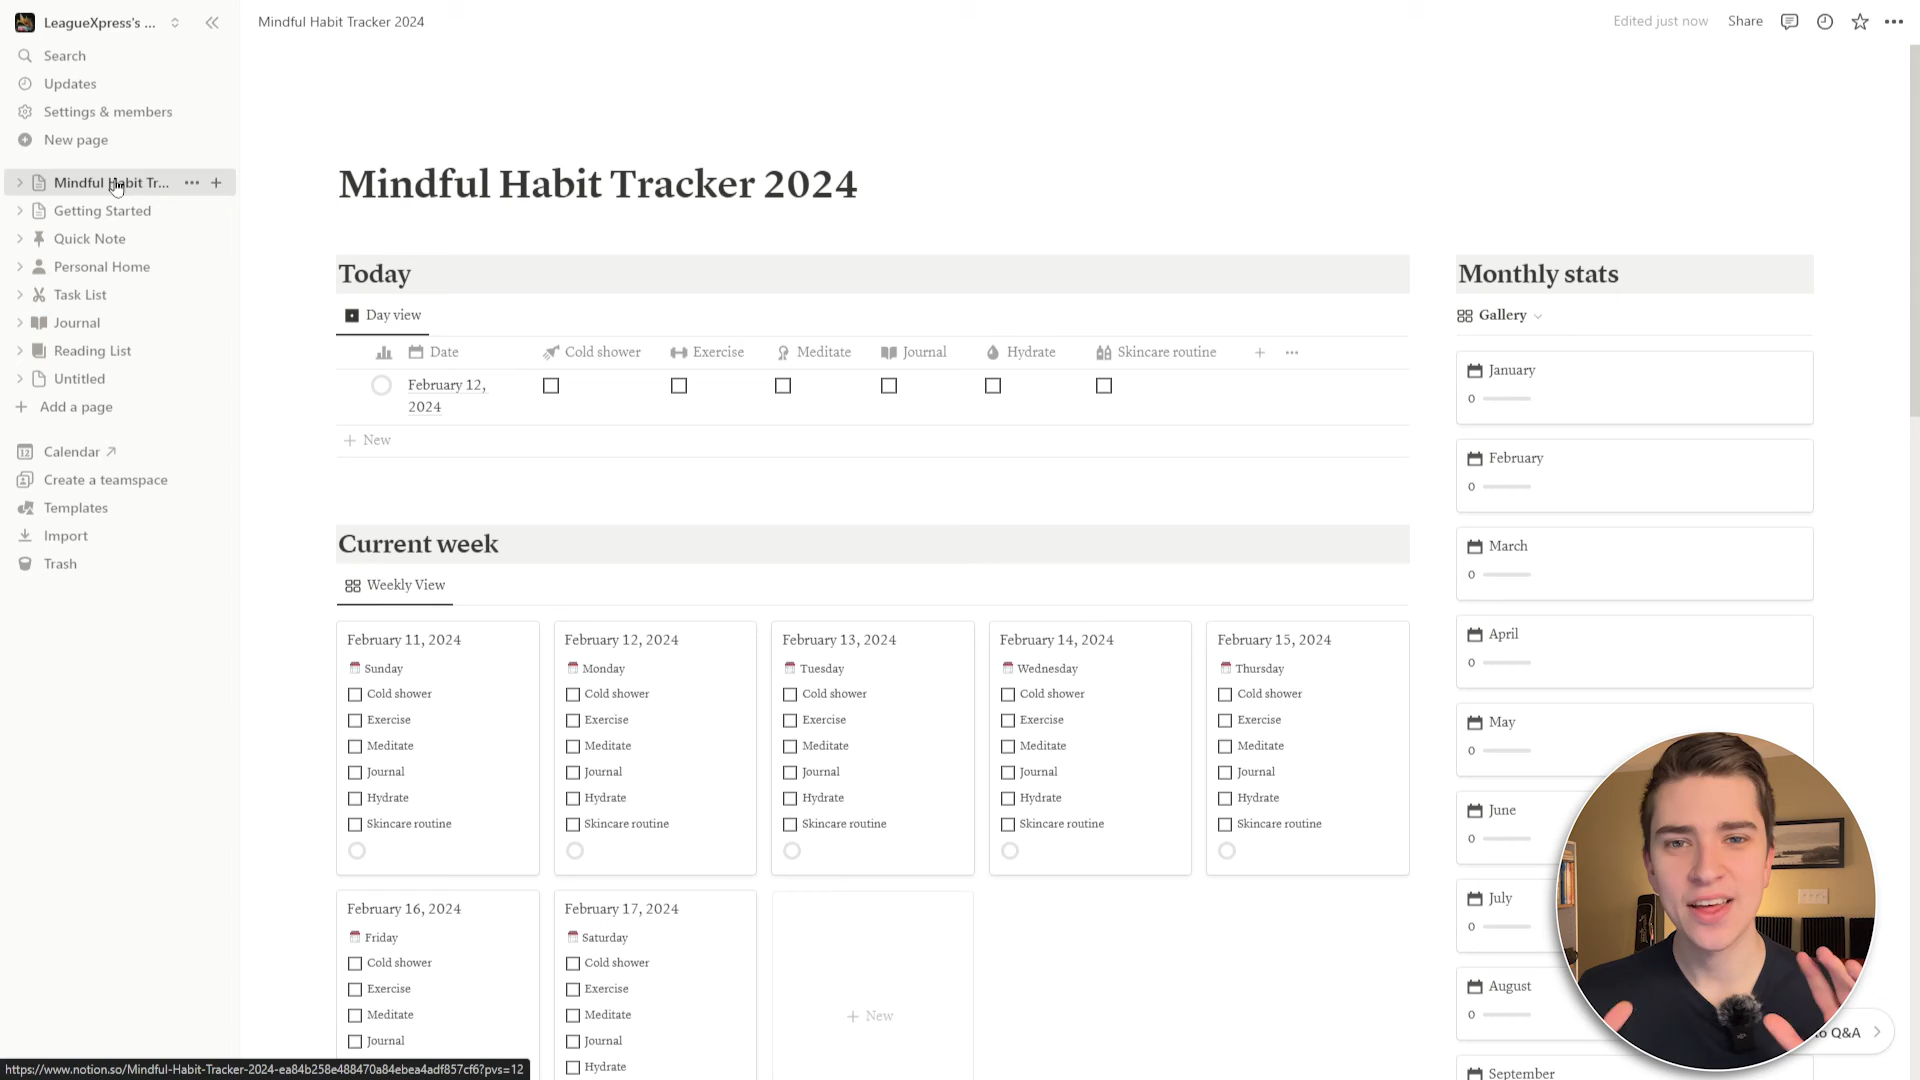 LeagueXpress's ...
Search
Updates
Settings & members
New page
Mindful Habit Tr...
Getting Started
Quick Note
Personal Home
Task List
Journal
Reading List
Untitled
Add a page
Calendar
Create a teamspace
Templates
Import
Trash
https://www.notion.so/Mindful-Habit-Tracker-2024-ea84b258e488470a84ebea4adf857cf6?pvs=12
Mindful Habit Tracker 2024
Edited just now Share
Mindful Habit Tracker 2024
Today
Day view
Date Cold shower Exercise Meditate Journal Hydrate Skincare routine
February 12,
2024
New
Current week
Weekly View
February 11, 2024
Sunday
Cold shower
Exercise
Meditate
Journal
Hydrate
Skincare routine
February 12, 2024
Monday
Cold shower
Exercise
Meditate
Journal
Hydrate
Skincare routine
February 13, 2024
Tuesday
Cold shower
Exercise
Meditate
Journal
Hydrate
Skincare routine
February 14, 2024
Wednesday
Cold shower
Exercise
Meditate
Journal
Hydrate
Skincare routine
February 15, 2024
Thursday
Cold shower
Exercise
Meditate
Journal
Hydrate
Skincare routine
February 16, 2024
Friday
Cold shower
Exercise
Meditate
Journal
February 17, 2024
Saturday
Cold shower
Exercise
Meditate
Journal
Hydrate
New
Monthly stats
Gallery
January
0
February
0
March
0
April
0
May
0
June
0
July
0
August
0
September
Q&A